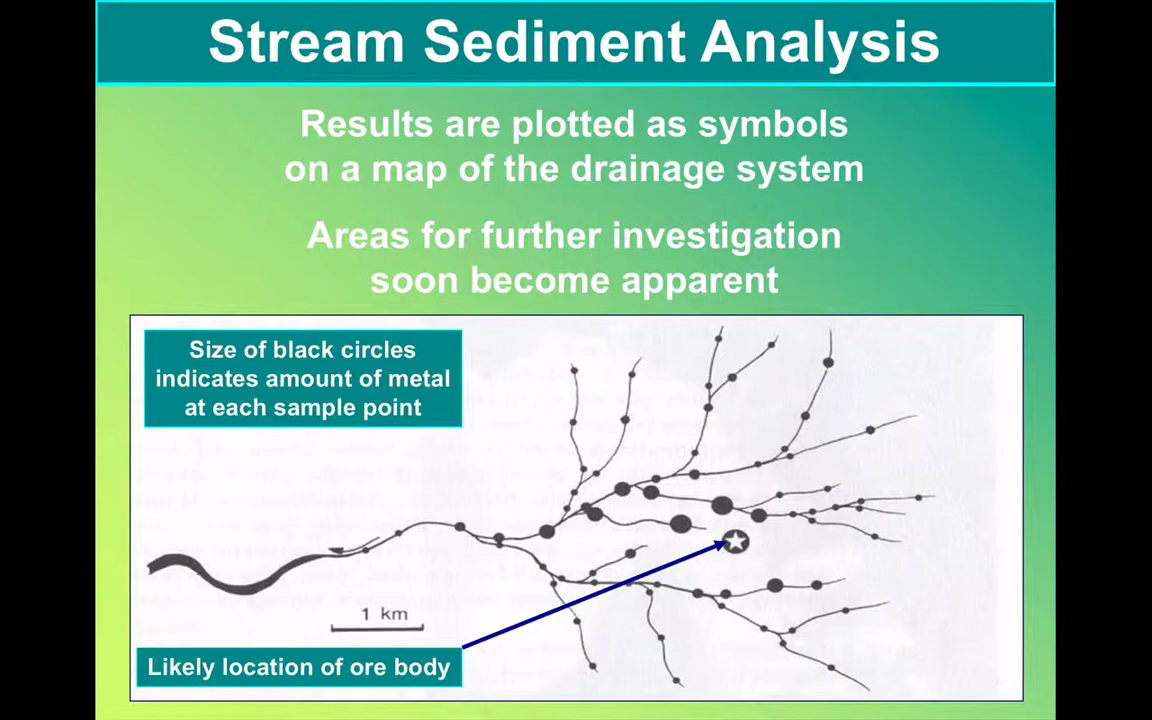 Stream Sediment Analysis
Results are plotted as symbols
on a map of the drainage system
Areas for further investigation
soon become apparent
Size of black circles
indicates amount of metal
at each sample point
1 km
Likely location of ore body